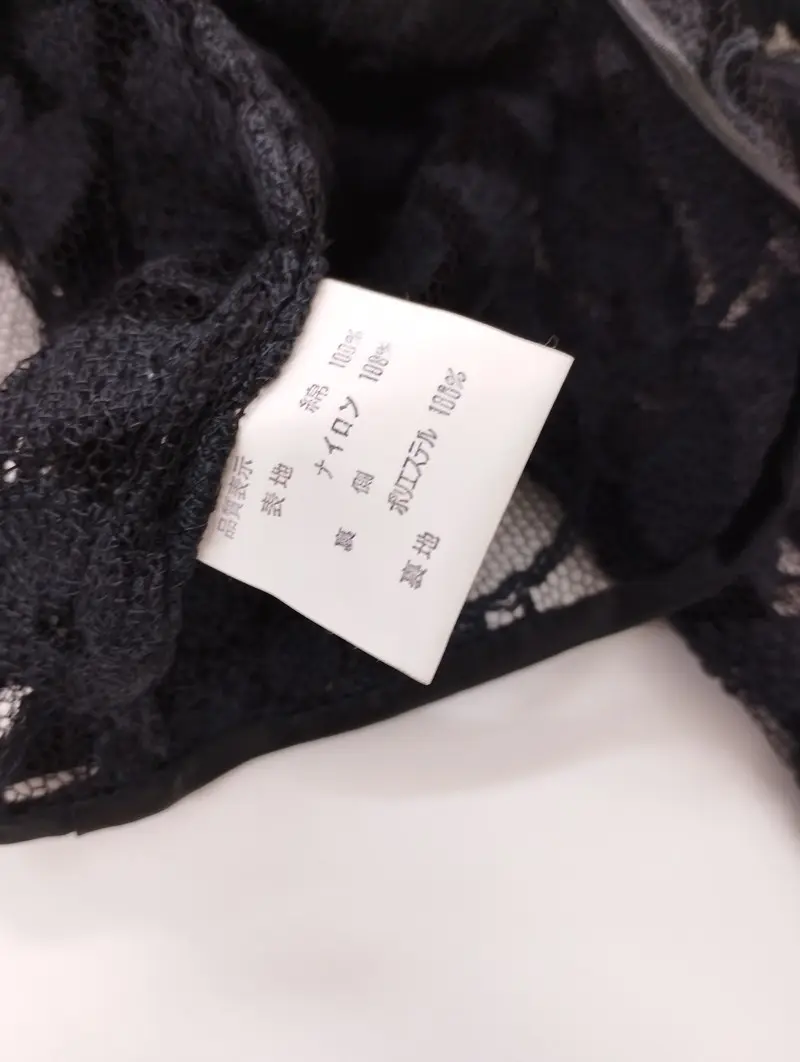 品質表示
表地 綿 100%
裏側 ナイロン 100%
裏地 ポリエステル 100%